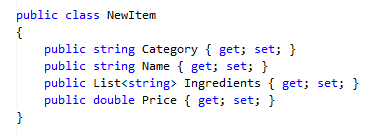 public class NewItem
{
    public string Category { get; set; }
    public string Name { get; set; }
    public List<string> Ingredients { get; set; }
    public double Price { get; set; }
}